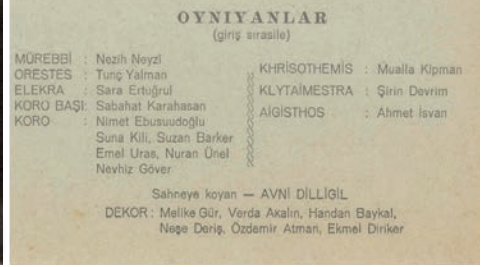 OYNIYANLAR
(giriş sırasile)
MÜREBBİ : Nezih Neyzi
ORESTES : Tunç Yalman
ELEKRA : Sara Ertuğrul
KORO BAŞI: Sabahat Karahasan
KORO : Nimet Ebusuudoğlu
Suna Kili, Suzan Barker
Emel Uras, Nuran Ünel
Nevhiz Göver
KHRİSOTHEMİS : Mualla Kipman
KLYTAİMESTRA : Şirin Devrim
AİGİSTHOS : Ahmet İsvan
Sahneye koyan — AVNİ DİLLİGİL
DEKOR : Melike Gür, Verda Akalın, Handan Baykal,
Neşe Deriş, Özdemir Atman, Ekmel Diriker